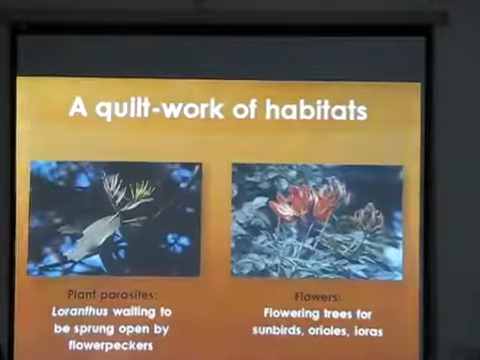 A quilt-work of habitats
Plant parasites:
Loranthus waiting to
be sprung open by
flowerpeckers
Flowers:
Flowering trees for
sunbirds, orioles, ioras